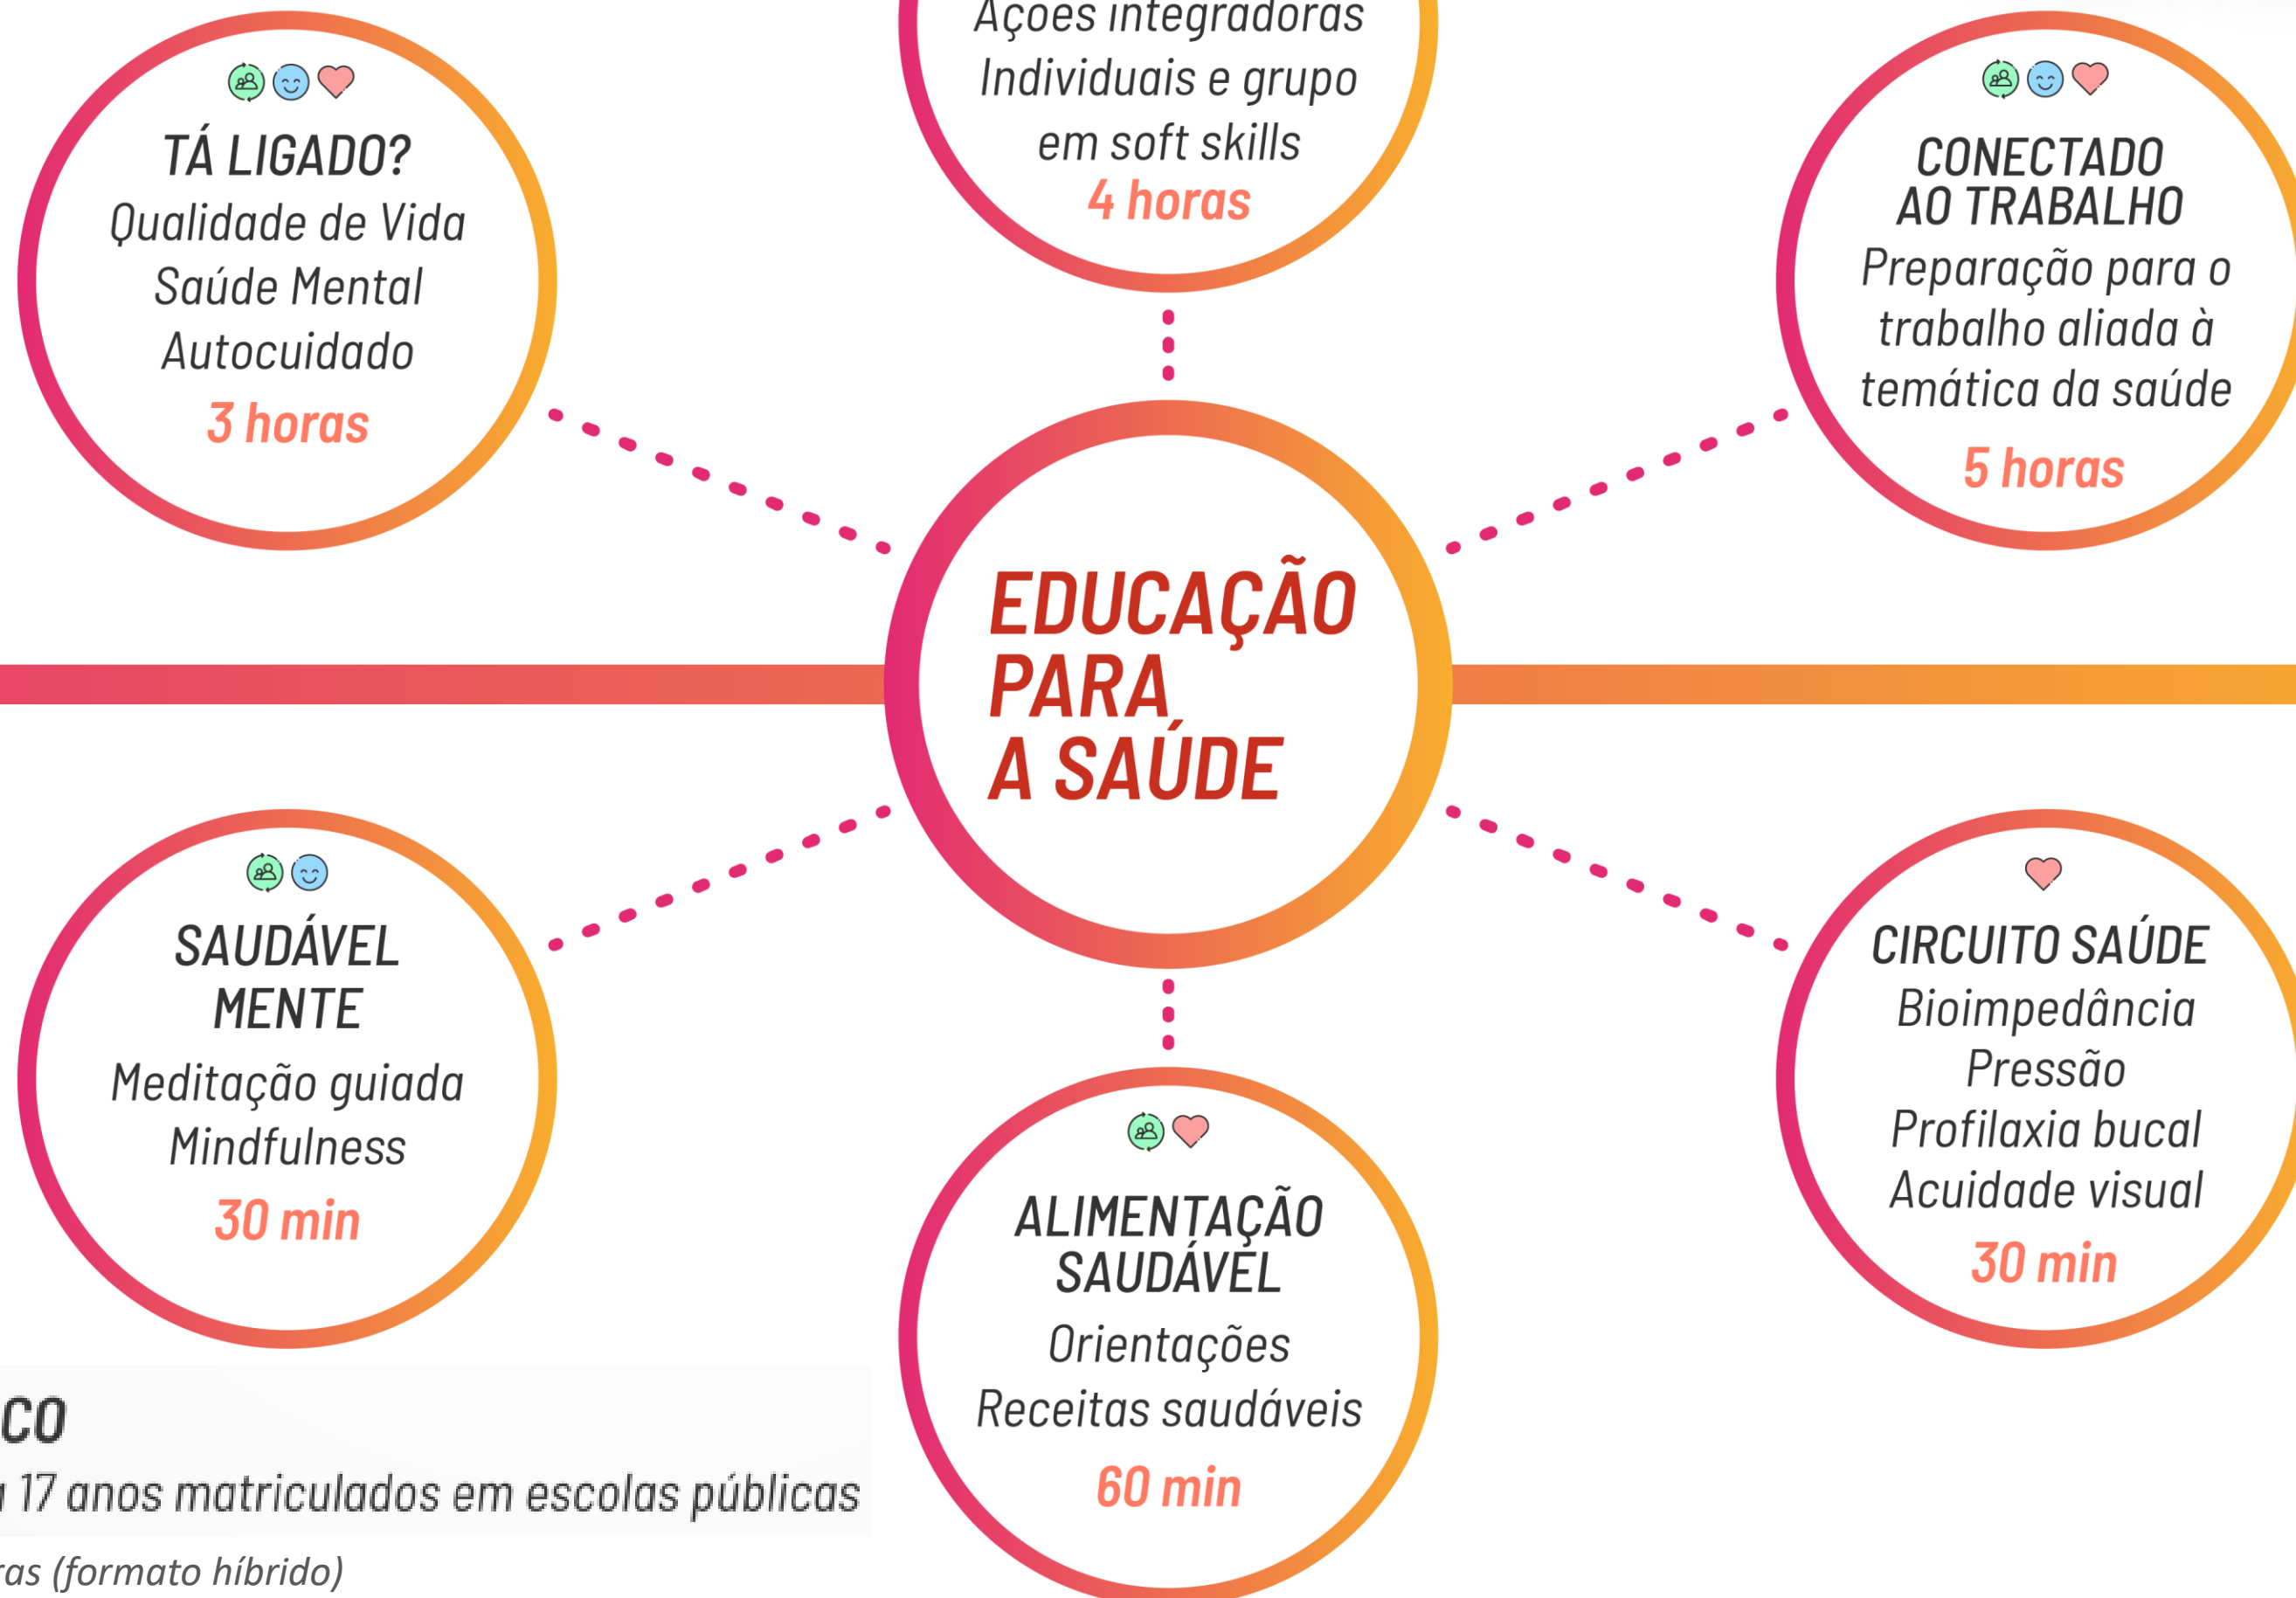 Ações integradoras
Individuais e grupo
em soft skills
4 horas
TÁ LIGADO?
Qualidade de Vida
Saúde Mental
Autocuidado
3 horas
CONECTADO
AO TRABALHO
Preparação para o
trabalho aliada à
temática da saúde
5 horas
EDUCAÇÃO
PARA
A SAÚDE
SAUDÁVEL
MENTE
Meditação guiada
Mindfulness
30 min
ALIMENTAÇÃO
SAUDÁVEL
Orientações
Receitas saudáveis
60 min
CIRCUITO SAÚDE
Bioimpedância
Pressão
Profilaxia bucal
Acuidade visual
30 min
CO
17 anos matriculados em escolas públicas
ras (formato híbrido)